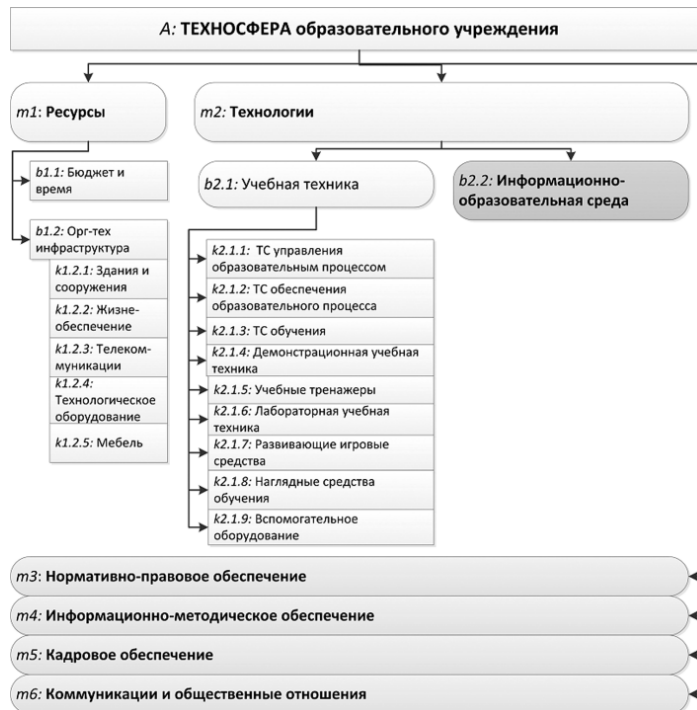 А: ТЕХНОСФЕРА образовательного учреждения
m1: Ресурсы
b1.1: Бюджет и
время
b1.2: Орг-тех
инфраструктура
k1.2.1: Здания и
сооружения
k1.2.2: Жизне-
обеспечение
k1.2.3: Телеком-
муникации
k1.2.4:
Технологическое
оборудование
k1.2.5: Мебель
m2: Технологии
b2.1: Учебная техника
k2.1.1: ТС управления
образовательным процессом
k2.1.2: ТС обеспечения
образовательного процесса
k2.1.3: ТС обучения
k2.1.4: Демонстрационная учебная
техника
k2.1.5: Учебные тренажеры
k2.1.6: Лабораторная учебная
техника
k2.1.7: Развивающие игровые
средства
k2.1.8: Наглядные средства
обучения
k2.1.9: Вспомогательное
оборудование
b2.2: Информационно-
образовательная среда
m3: Нормативно-правовое обеспечение
m4: Информационно-методическое обеспечение
m5: Кадровое обеспечение
m6: Коммуникации и общественные отношения